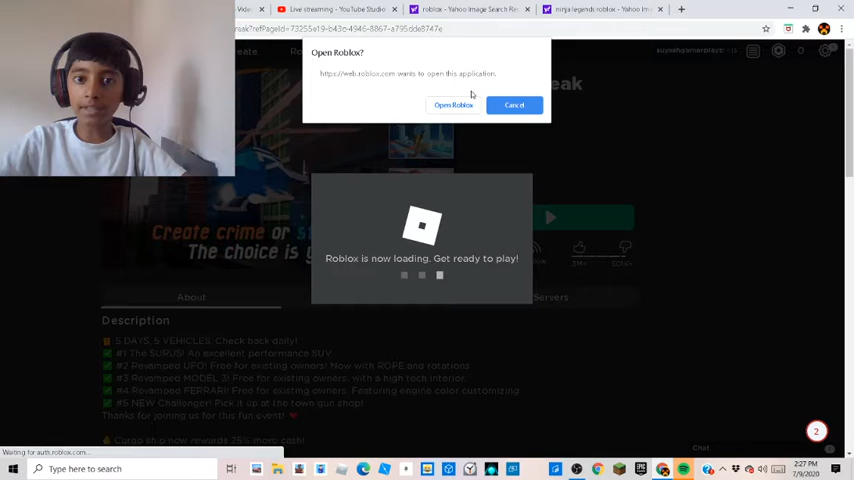 Live streaming - YouTube Studio
roblox - Yahoo Image Search Re
ninja legends roblox - Yahoo Im
Open Roblox?
https://web.roblox.com wants to open this application.
Open Roblox
Cancel
eak
Create crime or
The choice is
Roblox is now loading. Get ready to play!
3M+
About
Servers
Description
5 DAYS, 5 VEHICLES. Check back daily!
#1 The SURUS! An excellent performance SUV
#2 Revamped UFO! Free for existing owners! Now with ROPE and rotations
#3 Revamped MODEL 3! Free for existing owners, with a high tech interior.
#4 Revamped FERRARI! Free for existing owners. Featuring engine color customizing
#5 NEW Challenger! Pick it up at the town gun shop!
Thanks for joining us for this fun event!
Cargo ship now rewards 25% more cash!
2
Chat
Waiting for auth.roblox.com...
Type here to search
2:27 PM
7/9/2020